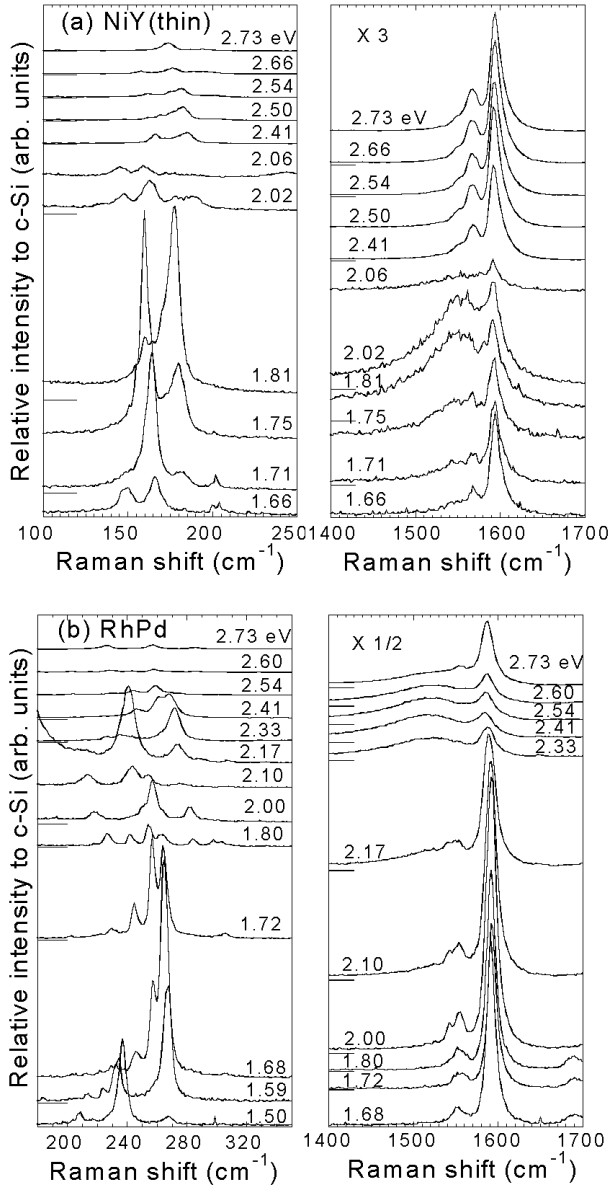 (a) NiY(thin)
2.73 eV
2.66
2.54
2.50
2.41
2.06
2.02
1.81
1.75
1.71
1.66
Relative intensity to c-Si (arb. units)
100 150 200 250
Raman shift (cm-1)
X 3
2.73 eV
2.66
2.54
2.50
2.41
2.06
2.02
1.81
1.75
1.71
1.66
1400 1500 1600 1700
Raman shift (cm-1)
(b) RhPd
2.73 eV
2.60
2.54
2.41
2.33
2.17
2.10
2.00
1.80
1.72
1.68
1.59
1.50
Relative intensity to c-Si (arb. units)
200 240 280 320
Raman shift (cm-1)
X 1/2
2.73 eV
2.60
2.54
2.41
2.33
2.17
2.10
2.00
1.80
1.72
1.68
1400 1500 1600 1700
Raman shift (cm-1)